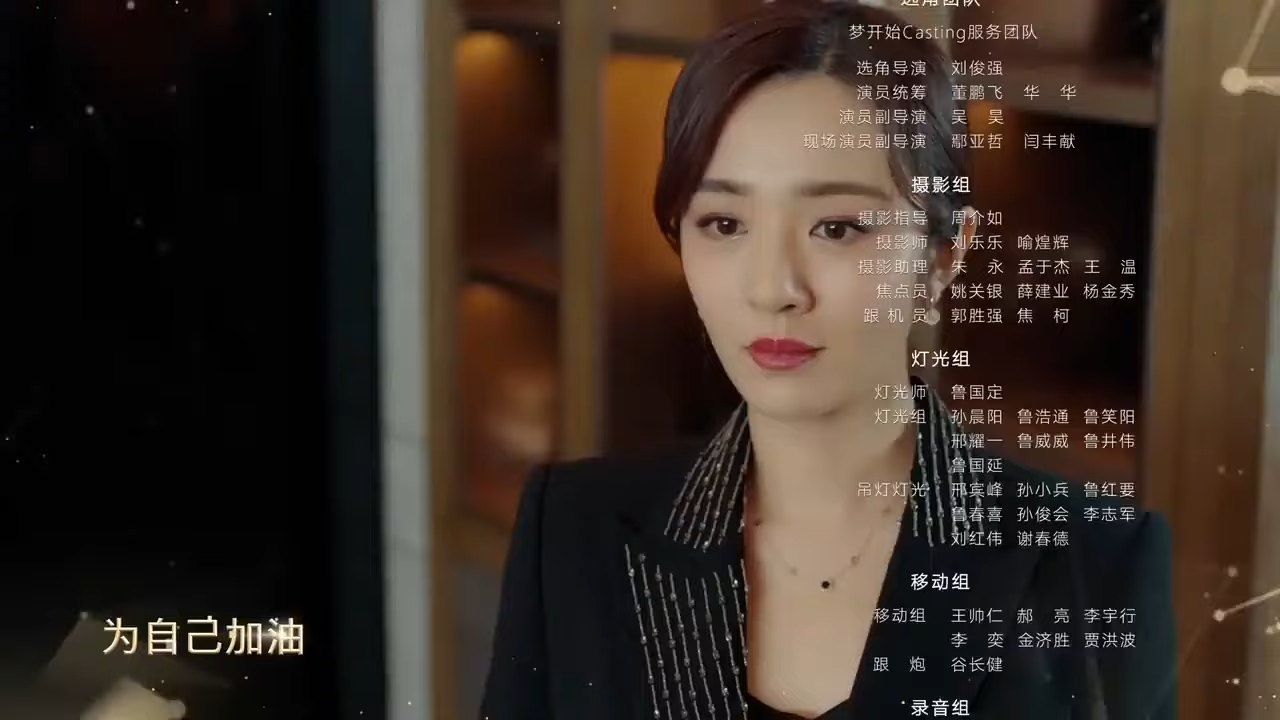 选角团队
梦开始Casting服务团队
选角导演 刘俊强
演员统筹 董鹏飞 华 华
演员副导演 吴 昊
现场演员副导演 鄢亚哲 闫丰献
摄影组
摄影指导 周介如
摄影师 刘乐乐 喻煌辉
摄影助理 朱 永 孟于杰 王 温
焦点员 姚关银 薛建业 杨金秀
跟 机 员 郭胜强 焦 柯
灯光组
灯光师 鲁国定
灯光组 孙晨阳 鲁浩通 鲁笑阳
邢耀一 鲁威威 鲁井伟
鲁国延
吊灯灯光 邢宾峰 孙小兵 鲁红要
鲁春喜 孙俊会 李志军
刘红伟 谢春德
移动组
移动组 王帅仁 郝 亮 李宇行
李 奕 金济胜 贾洪波
跟 炮 谷长健
录音组
为自己加油